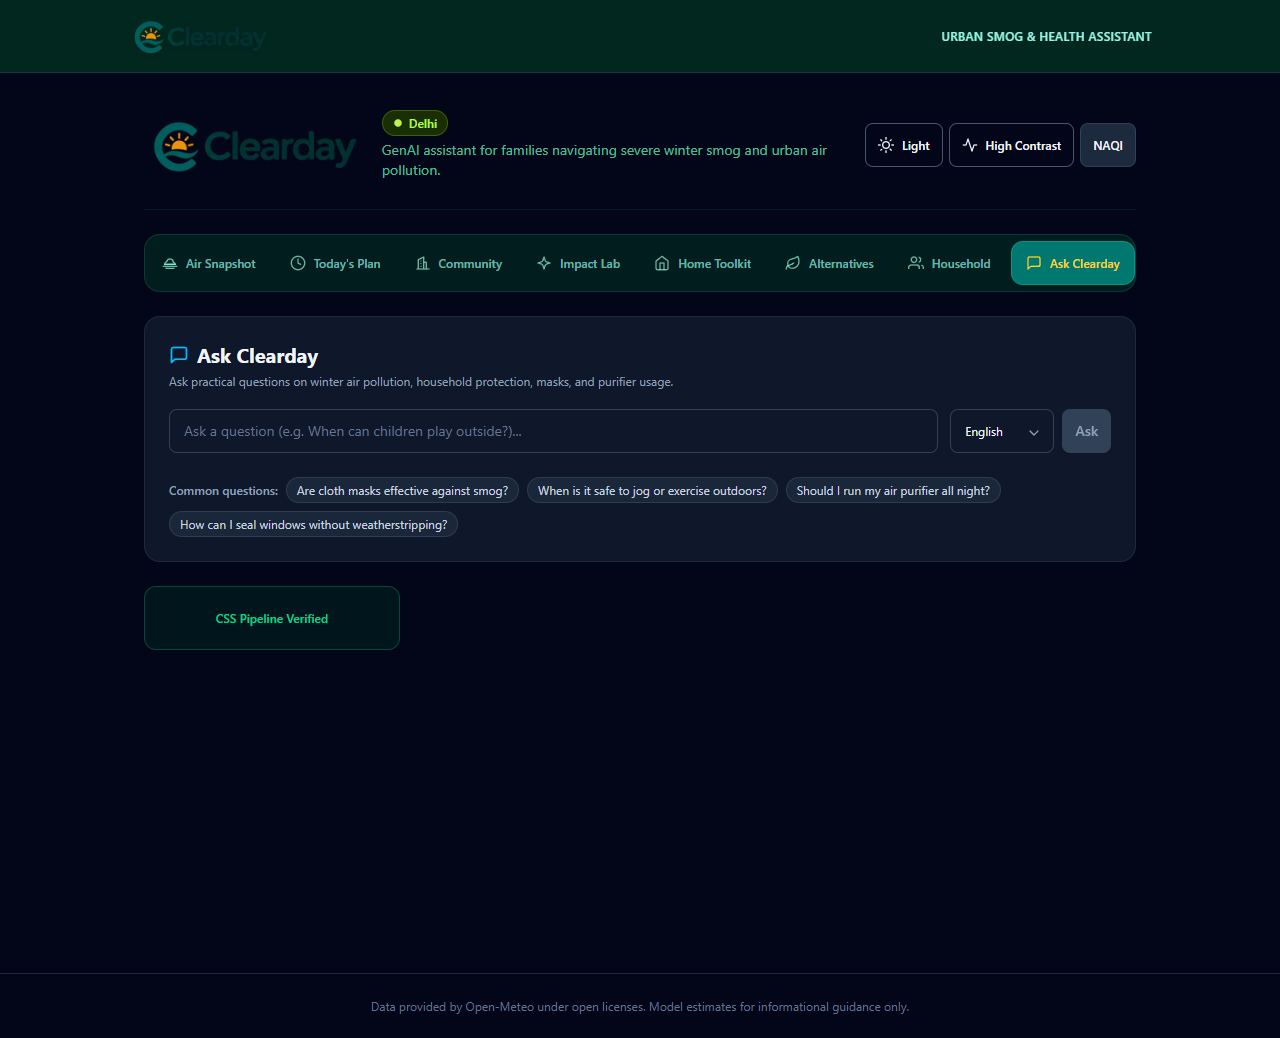 Clearday
URBAN SMOG & HEALTH ASSISTANT
Clearday
Delhi
GenAI assistant for families navigating severe winter smog and urban air
pollution.
Light
High Contrast
NAQI
Air Snapshot
Today's Plan
Community
Impact Lab
Home Toolkit
Alternatives
Household
Ask Clearday
Ask Clearday
Ask practical questions on winter air pollution, household protection, masks, and purifier usage.
Ask a question (e.g. When can children play outside?)...
English
Ask
Common questions:
Are cloth masks effective against smog?
When is it safe to jog or exercise outdoors?
Should I run my air purifier all night?
How can I seal windows without weatherstripping?
CSS Pipeline Verified
Data provided by Open-Meteo under open licenses. Model estimates for informational guidance only.